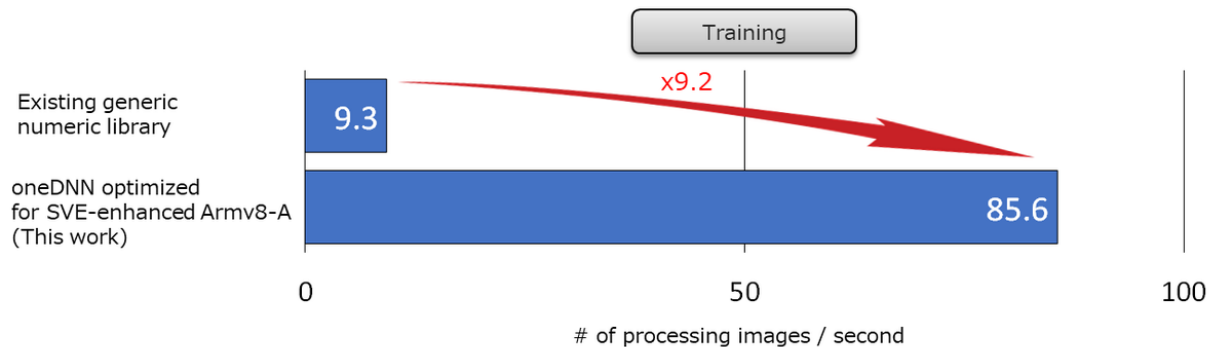 Training
x9.2
Existing generic
numeric library
9.3
oneDNN optimized
for SVE-enhanced Armv8-A
(This work)
85.6
0
50
100
# of processing images / second